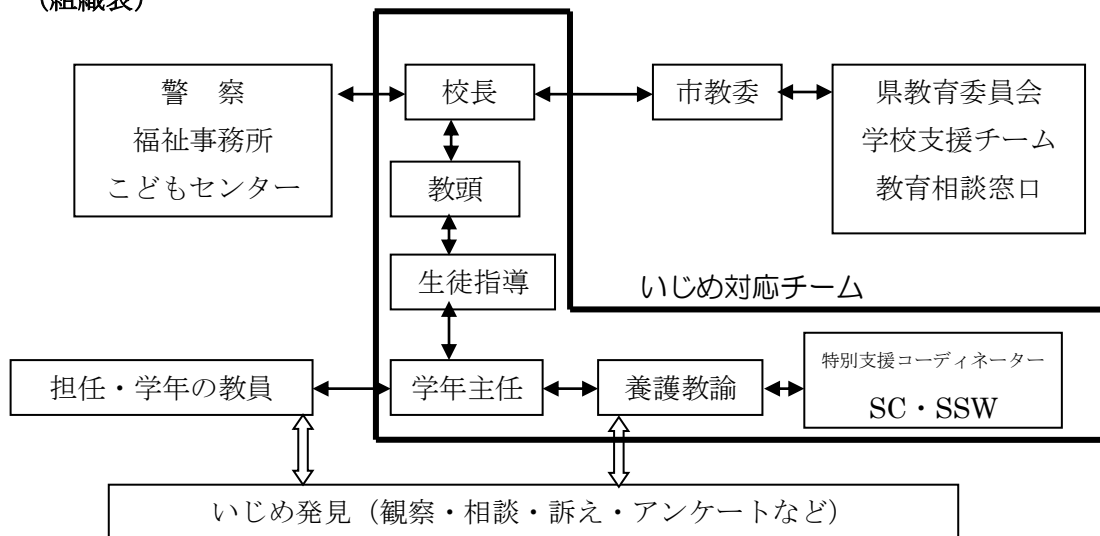 (組織表)
警　察
福祉事務所
こどもセンター
校長
市教委
県教育委員会
学校支援チーム
教育相談窓口
教頭
生徒指導
いじめ対応チーム
担任・学年の教員
学年主任
養護教諭
特別支援コーディネーター
SC・SSW
いじめ発見（観察・相談・訴え・アンケートなど）